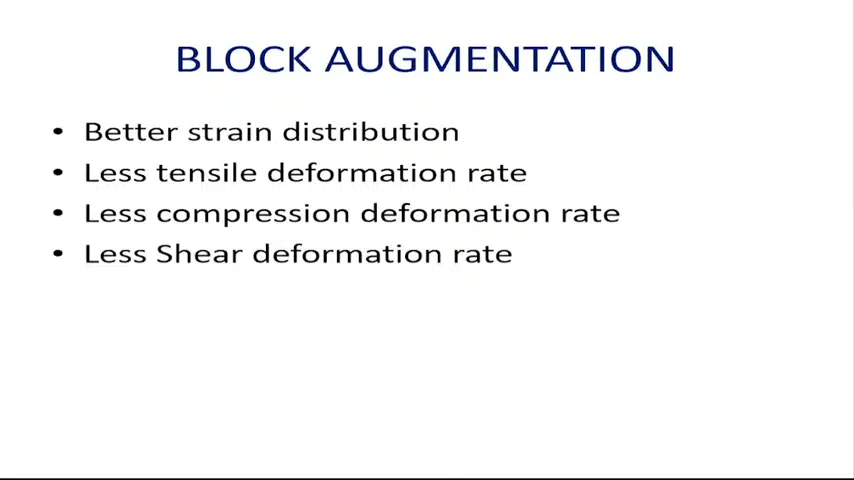 BLOCK AUGMENTATION
• Better strain distribution
• Less tensile deformation rate
• Less compression deformation rate
• Less Shear deformation rate